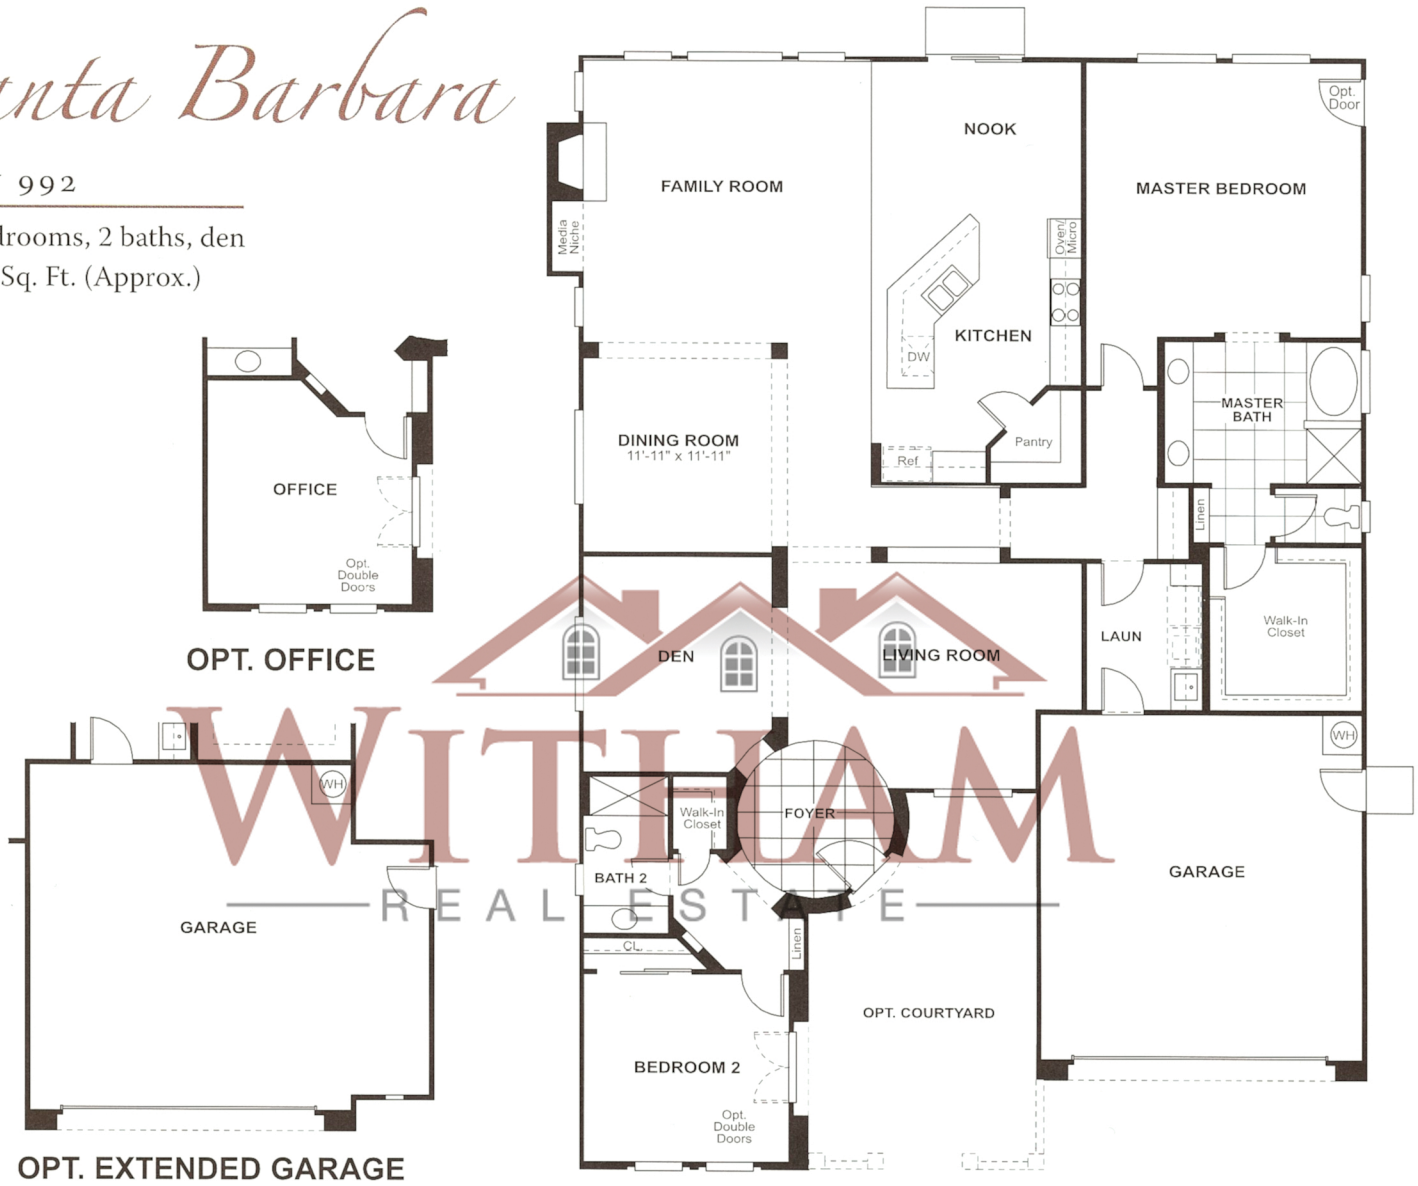 anta Barbara
992
drooms, 2 baths, den
Sq. Ft. (Approx.)
NOOK
Opt.
Door
FAMILY ROOM
MASTER BEDROOM
Media
Niche
Oven/
Micro
KITCHEN
DW
MASTER
BATH
DINING ROOM
11'-11" x 11'-11"
Pantry
Ref
Linen
OFFICE
Opt.
Double
Doors
OPT. OFFICE
DEN
LIVING ROOM
LAUN
Walk-In
Closet
WITHAM
REAL ESTATE
WH
WH
Walk-In
Closet
FOYER
BATH 2
GARAGE
GARAGE
CL.
Linen
OPT. COURTYARD
BEDROOM 2
Opt.
Double
Doors
OPT. EXTENDED GARAGE